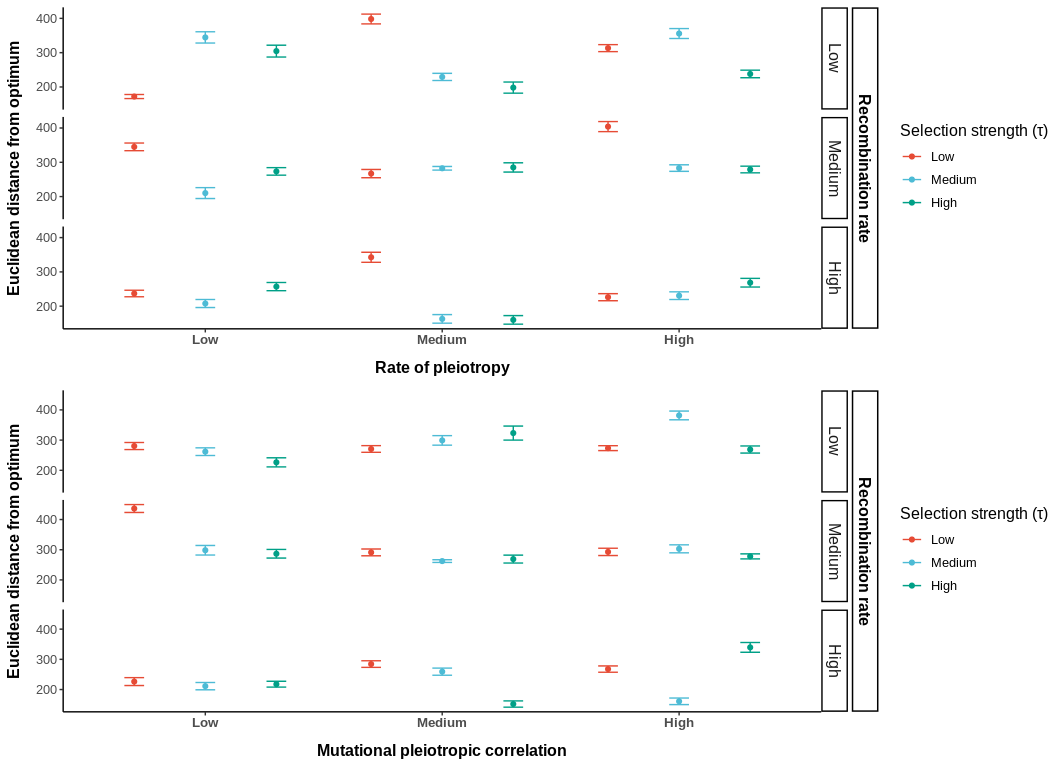 Euclidean distance from optimum
400
300
200
Low
400
300
200
Medium
400
300
200
High
Recombination rate
Low
Medium
High
Rate of pleiotropy
Selection strength (τ)
Low
Medium
High
Euclidean distance from optimum
400
300
200
Low
400
300
200
Medium
400
300
200
High
Recombination rate
Low
Medium
High
Mutational pleiotropic correlation
Selection strength (τ)
Low
Medium
High